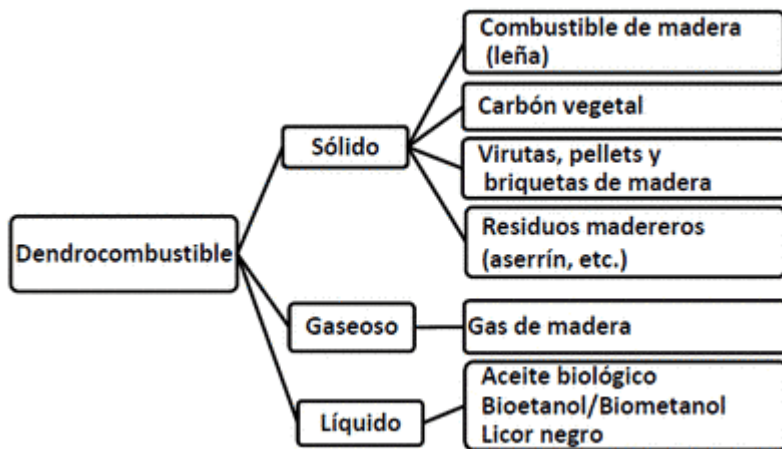 Dendrocombustible
Sólido
Combustible de madera
(leña)
Carbón vegetal
Virutas, pellets y
briquetas de madera
Residuos madereros
(aserrín, etc.)
Gaseoso
Gas de madera
Líquido
Aceite biológico
Bioetanol/Biometanol
Licor negro